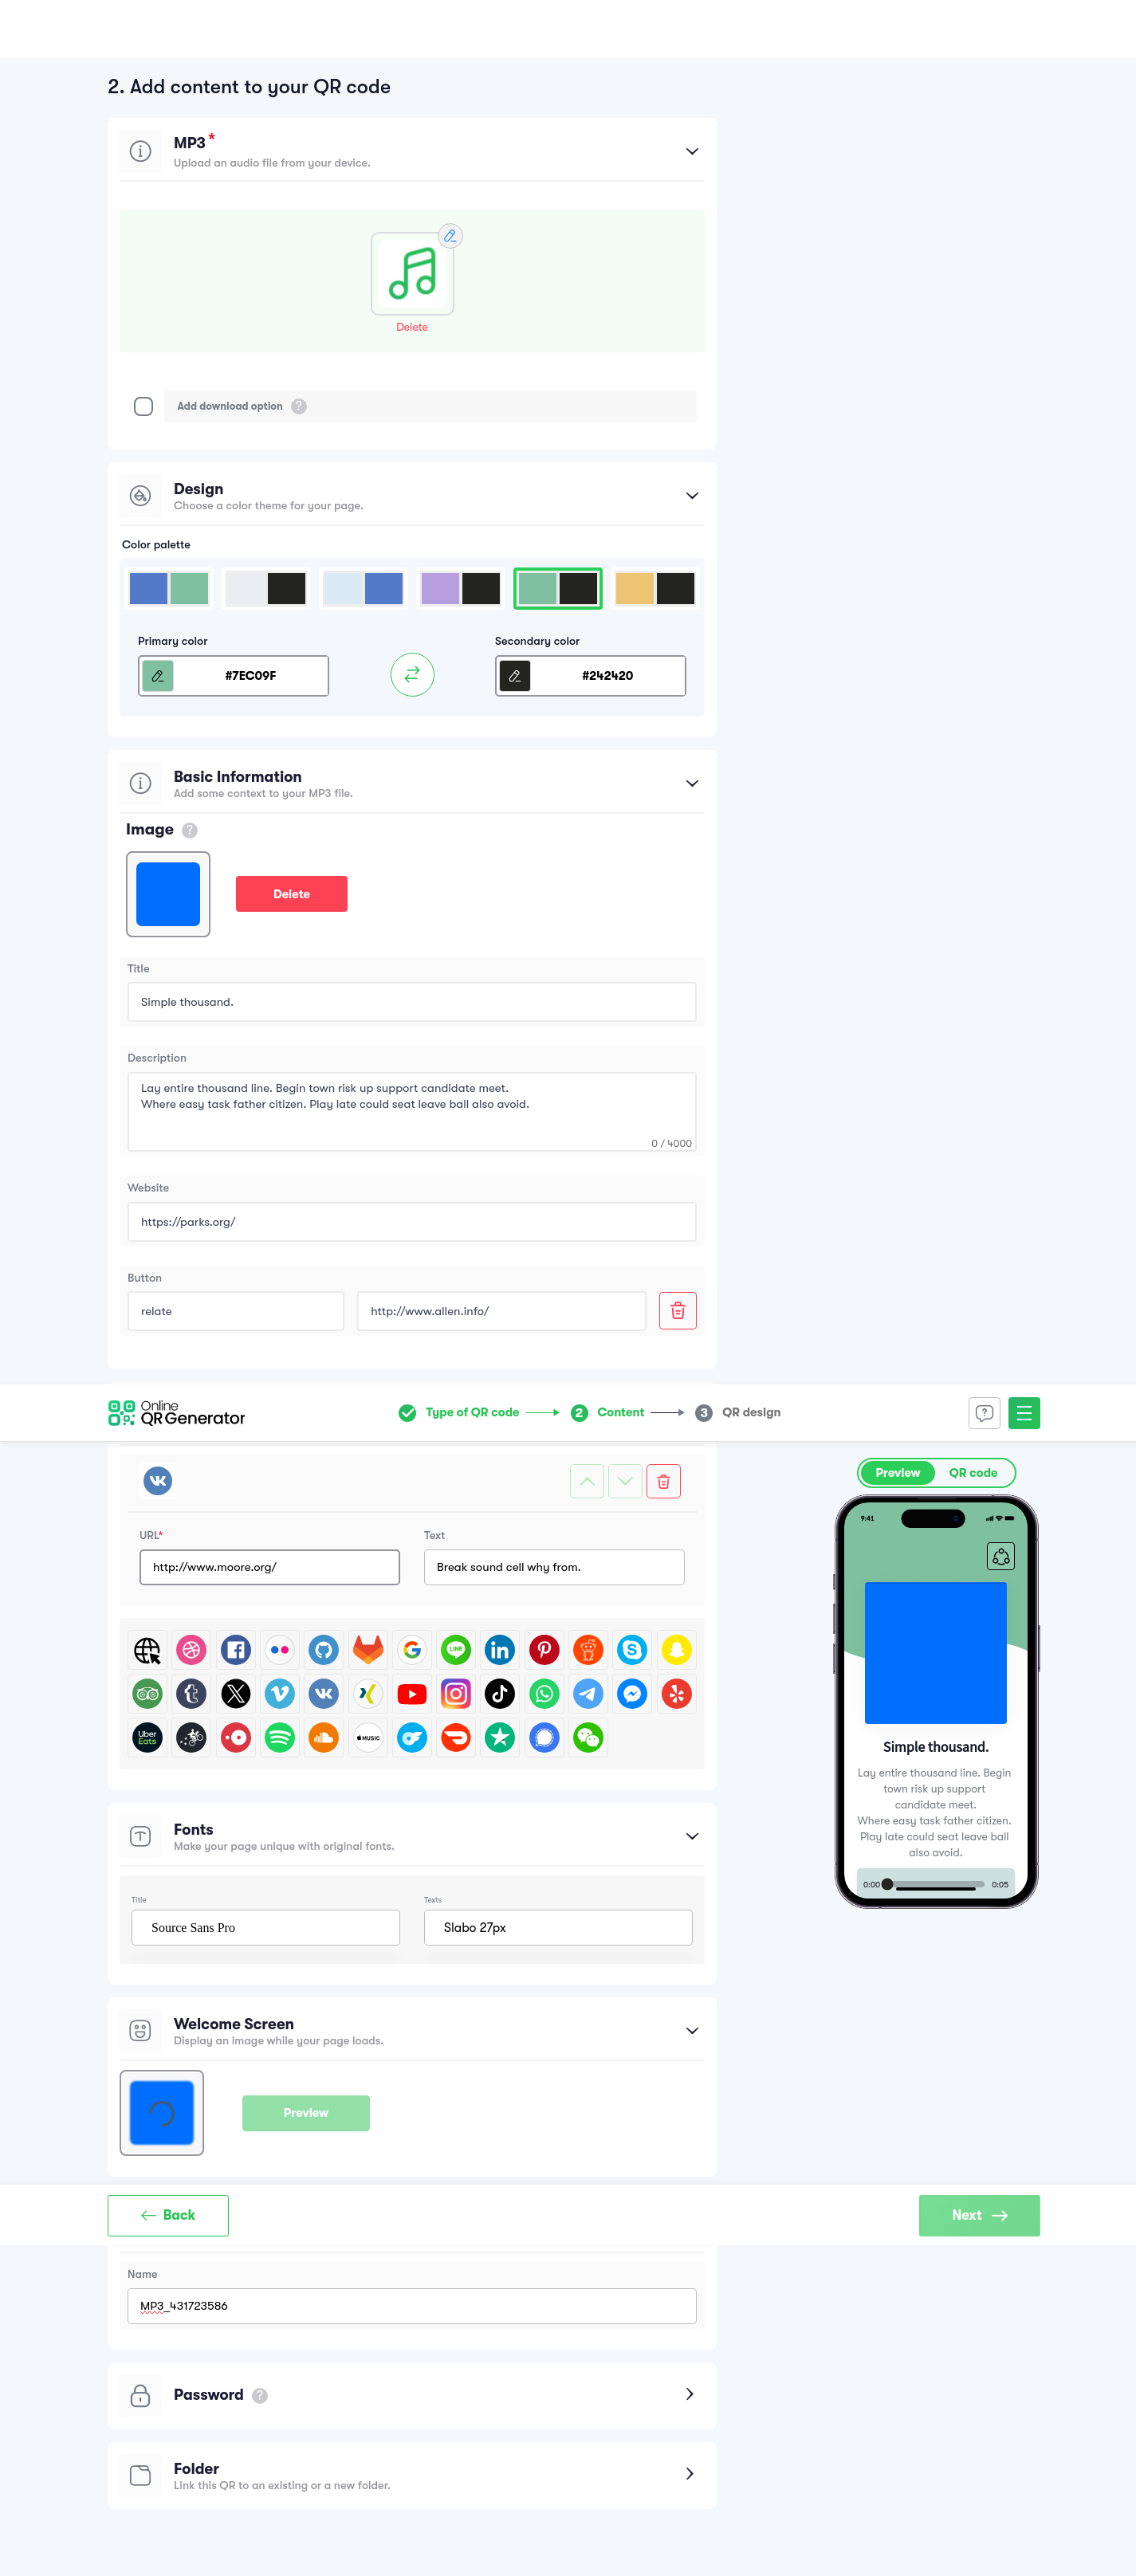 2. Add content to your QR code
MP3 *
Upload an audio file from your device.
Delete
Add download option ?
Design
Choose a color theme for your page.
Color palette
Primary color
Secondary color
#7EC09F
#242420
Basic Information
Add some context to your MP3 file.
Image ?
Delete
Title
Simple thousand.
Description
Lay entire thousand line. Begin town risk up support candidate meet.
Where easy task father citizen. Play late could seat leave ball also avoid.
0 / 4000
Website
https://parks.org/
Button
relate
http://www.allen.info/
Online
QR Generator
Type of QR code
2 Content
3 QR design
Preview
QR code
9:41
URL*
Text
http://www.moore.org/
Break sound cell why from.
LINE
Uber
Eats
MUSIC
Simple thousand.
Lay entire thousand line. Begin
town risk up support
candidate meet.
Where easy task father citizen.
Play late could seat leave ball
also avoid.
0:00
0:05
Fonts
Make your page unique with original fonts.
Title
Texts
Source Sans Pro
Slabo 27px
Welcome Screen
Display an image while your page loads.
Preview
Back
Next
Name
MP3_431723586
Password ?
Folder
Link this QR to an existing or a new folder.